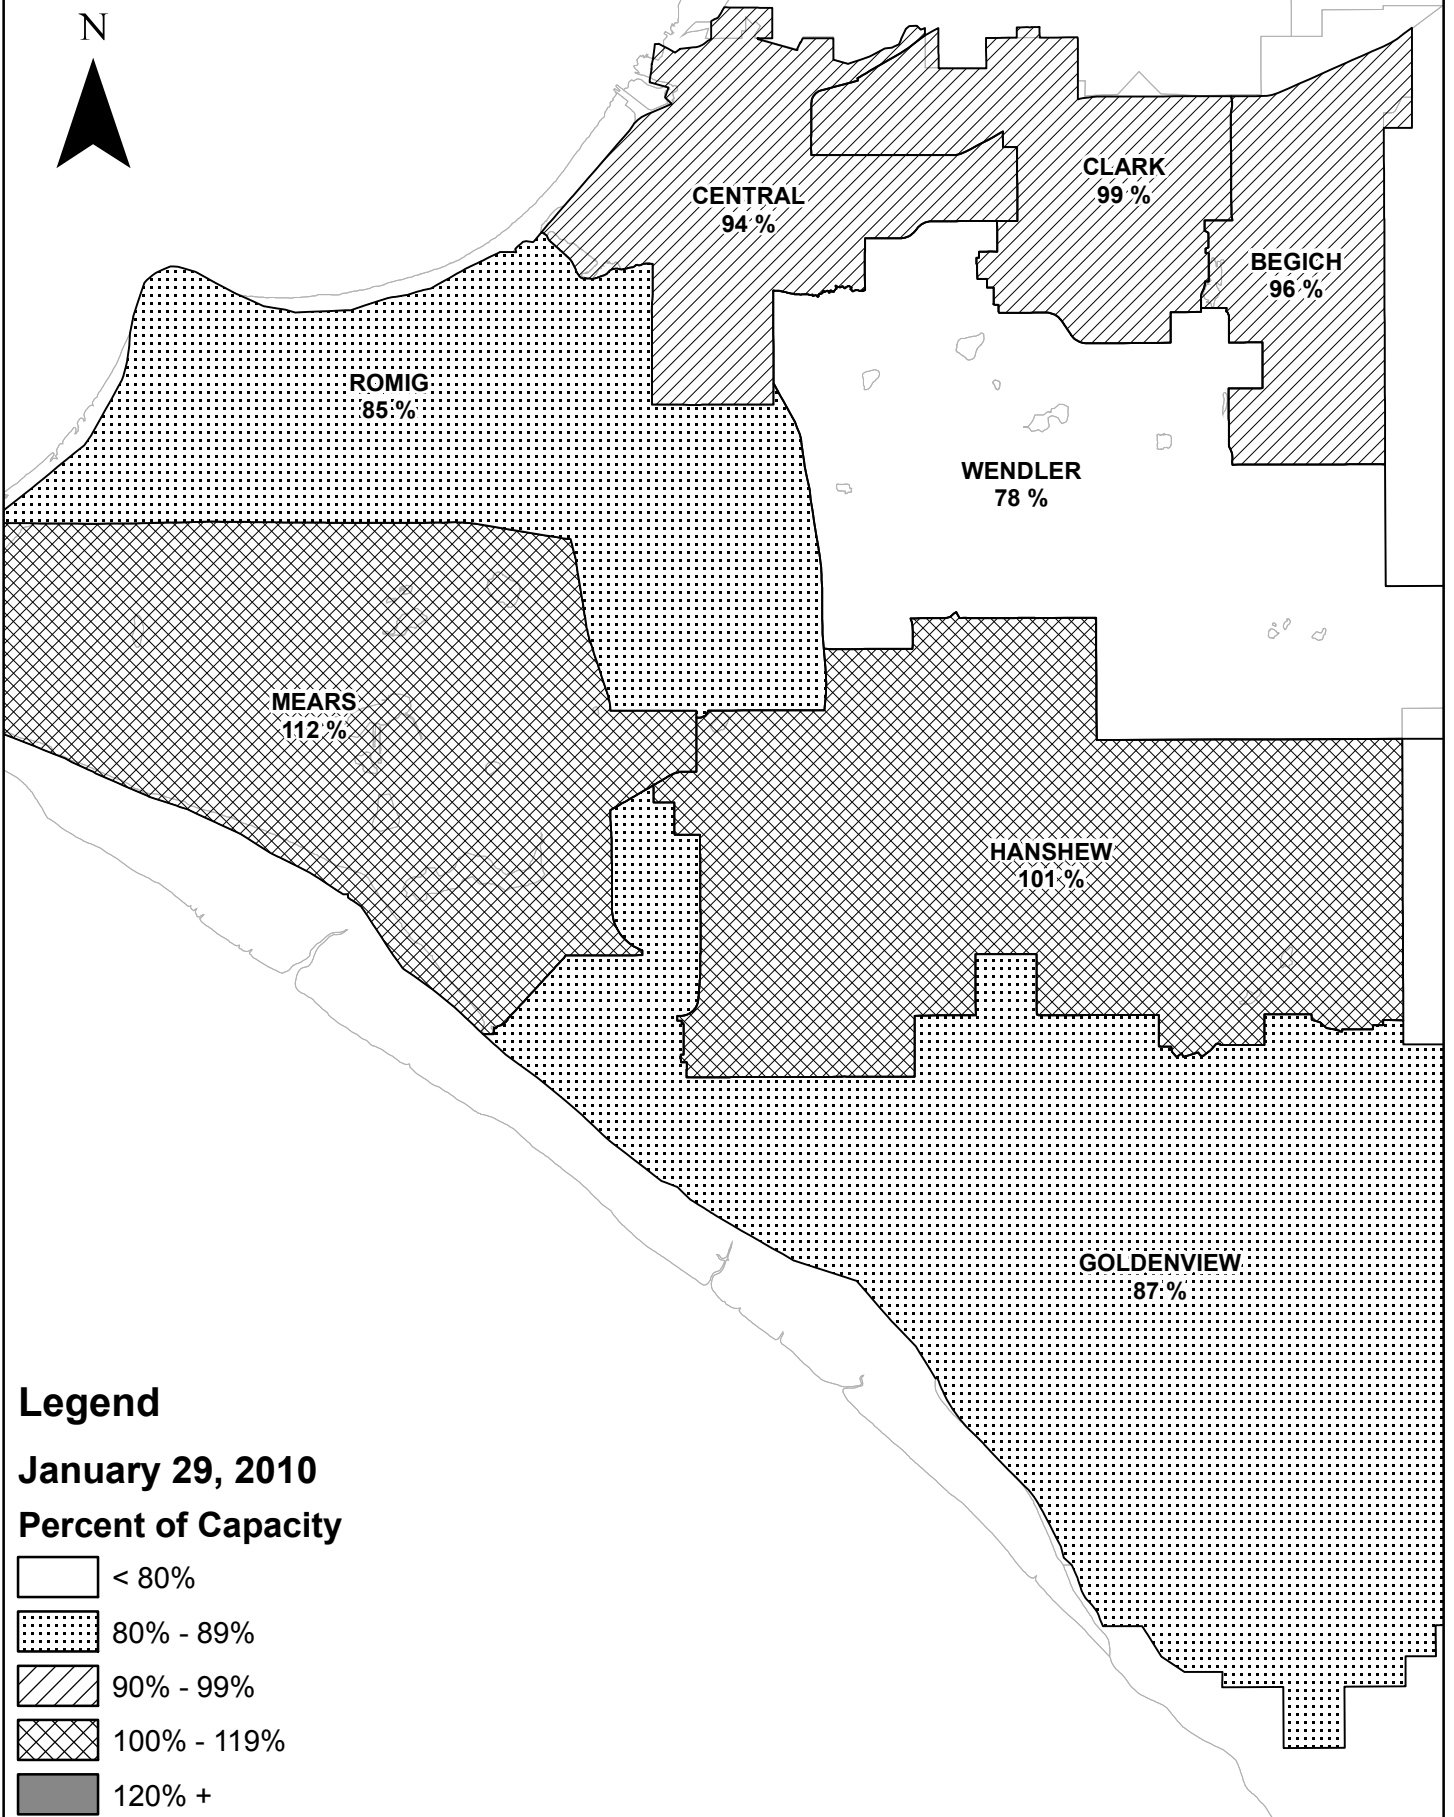 N
CLARK
99 %
CENTRAL
94 %
BEGICH
96 %
ROMIG
85 %
WENDLER
78 %
MEARS
112 %
HANSHEW
101 %
GOLDENVIEW
87 %
Legend
January 29, 2010
Percent of Capacity
< 80%
80% - 89%
90% - 99%
100% - 119%
120% +